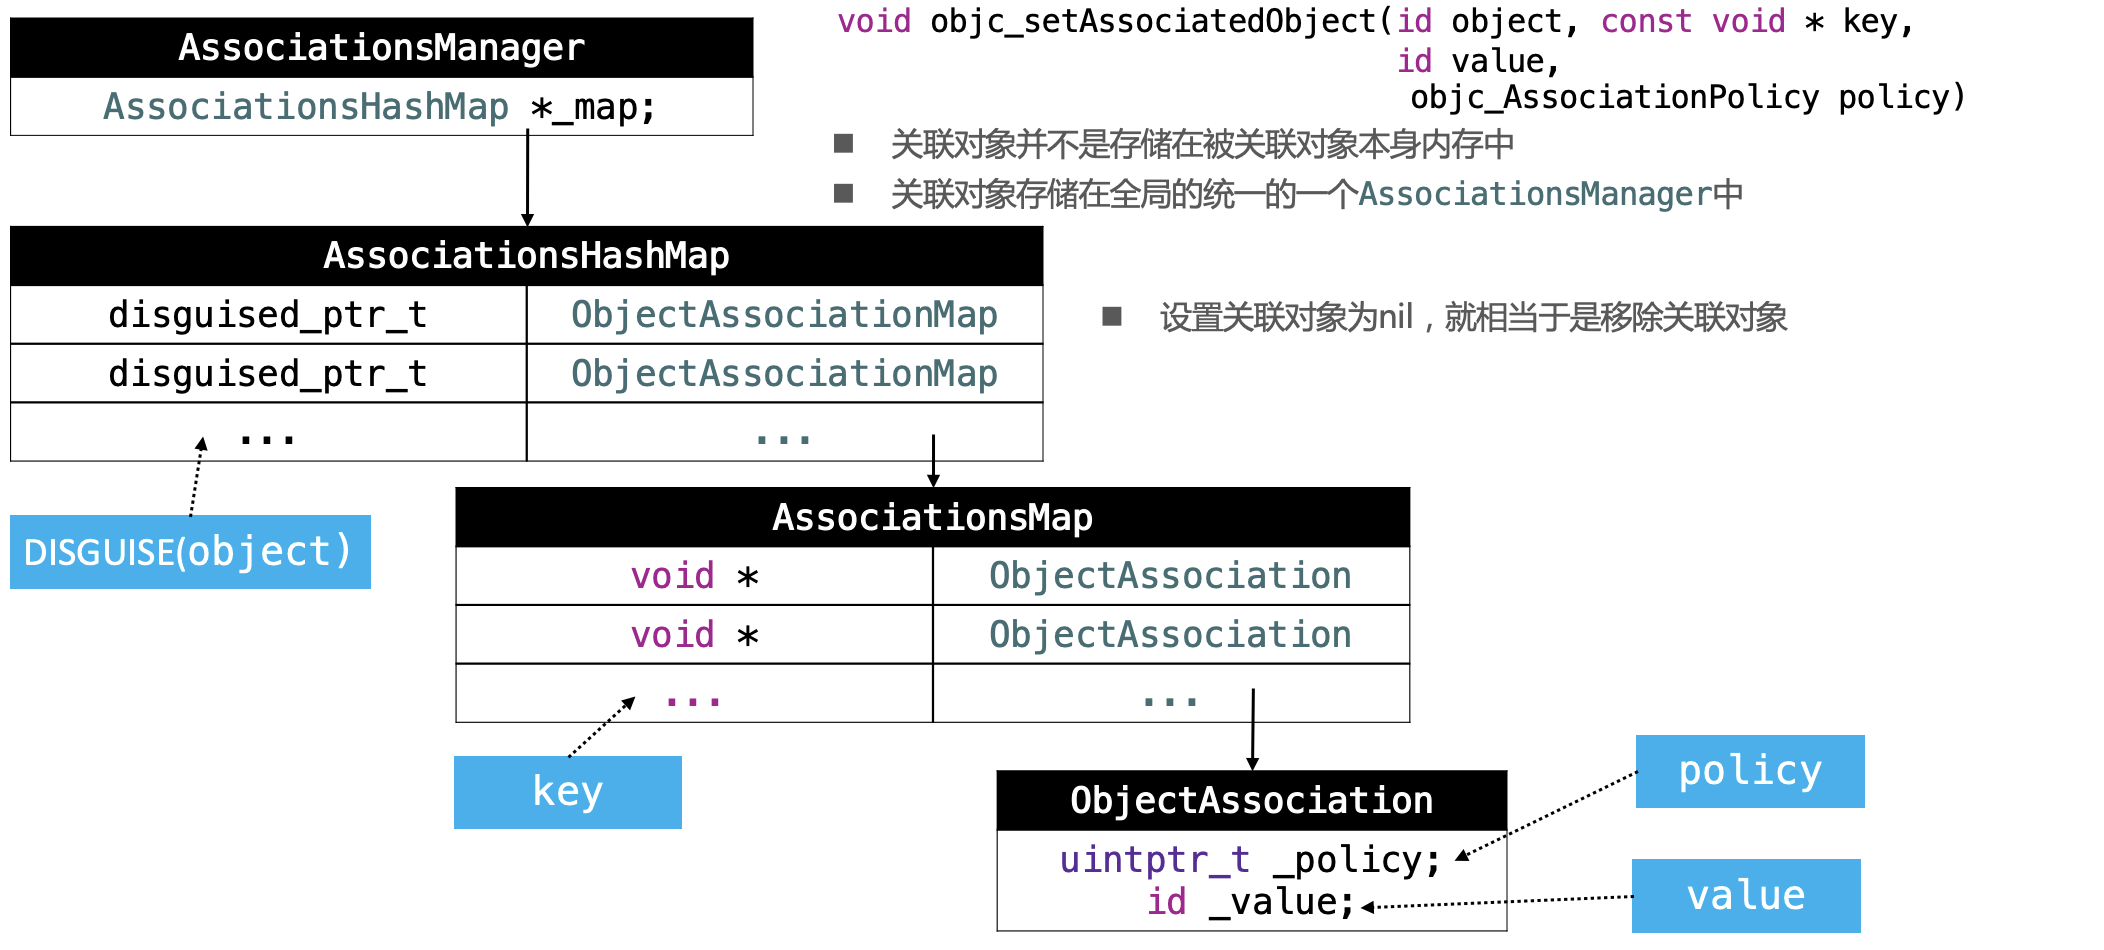 AssociationsManager
AssociationsHashMap *_map;
void objc_setAssociatedObject(id object, const void * key,
id value,
objc_AssociationPolicy policy)
■ 关联对象并不是存储在被关联对象本身内存中
■ 关联对象存储在全局的统一的一个AssociationsManager中
AssociationsHashMap
disguised_ptr_t ObjectAssociationMap
disguised_ptr_t ObjectAssociationMap
... ...
■ 设置关联对象为nil，就相当于是移除关联对象
DISGUISE(object)
AssociationsMap
void * ObjectAssociation
void * ObjectAssociation
... ...
key
ObjectAssociation
uintptr_t _policy;
id _value;
policy
value